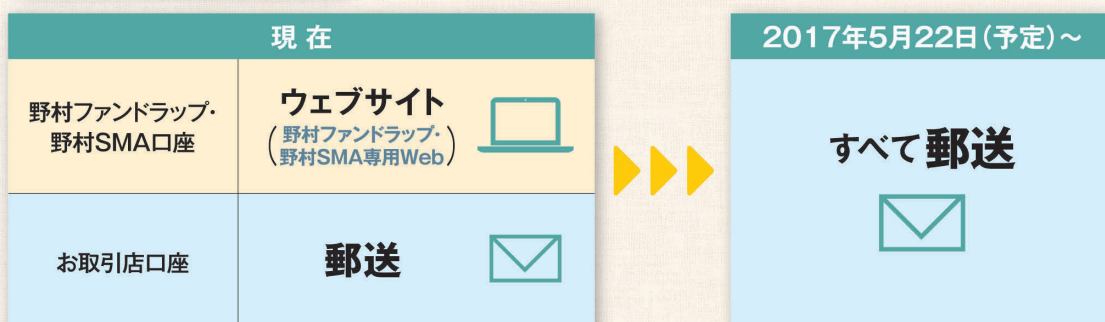 現在
野村ファンドラップ・
野村SMA口座
ウェブサイト
(野村ファンドラップ・
野村SMA専用Web)
お取引店口座
郵送
2017年5月22日(予定)～
すべて郵送